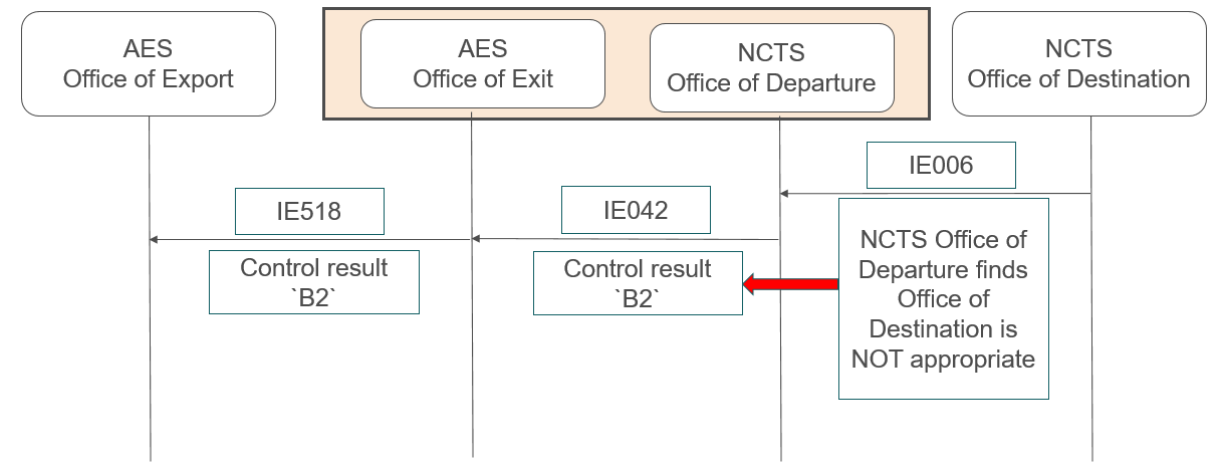 AES
Office of Export
AES
Office of Exit
NCTS
Office of Departure
NCTS
Office of Destination
IE006
IE518
IE042
Control result
`B2`
Control result
`B2`
NCTS Office of
Departure finds
Office of
Destination is
NOT appropriate